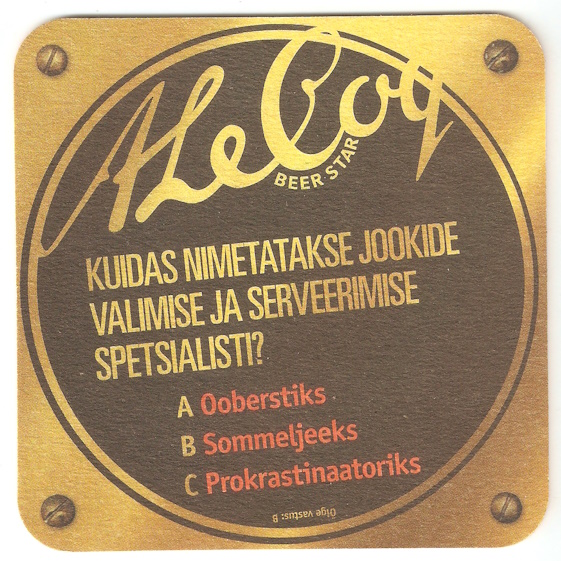 A Le Coq
BEER STAR
KUIDAS NIMETATAKSE JOOKIDE
VALIMISE JA SERVEERIMISE
SPETSIALISTI?
A Ooberstiks
B Sommeljeeks
C Prokrastinaatoriks
Õige vastus: B